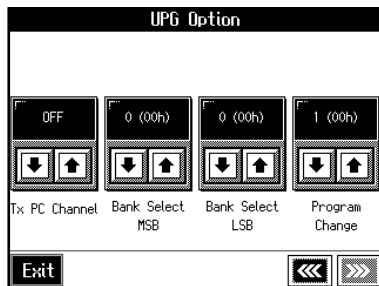 UPG Option
OFF 0 (00h) 0 (00h) 1 (00h)
Tx PC Channel Bank Select MSB Bank Select LSB Program Change
Exit